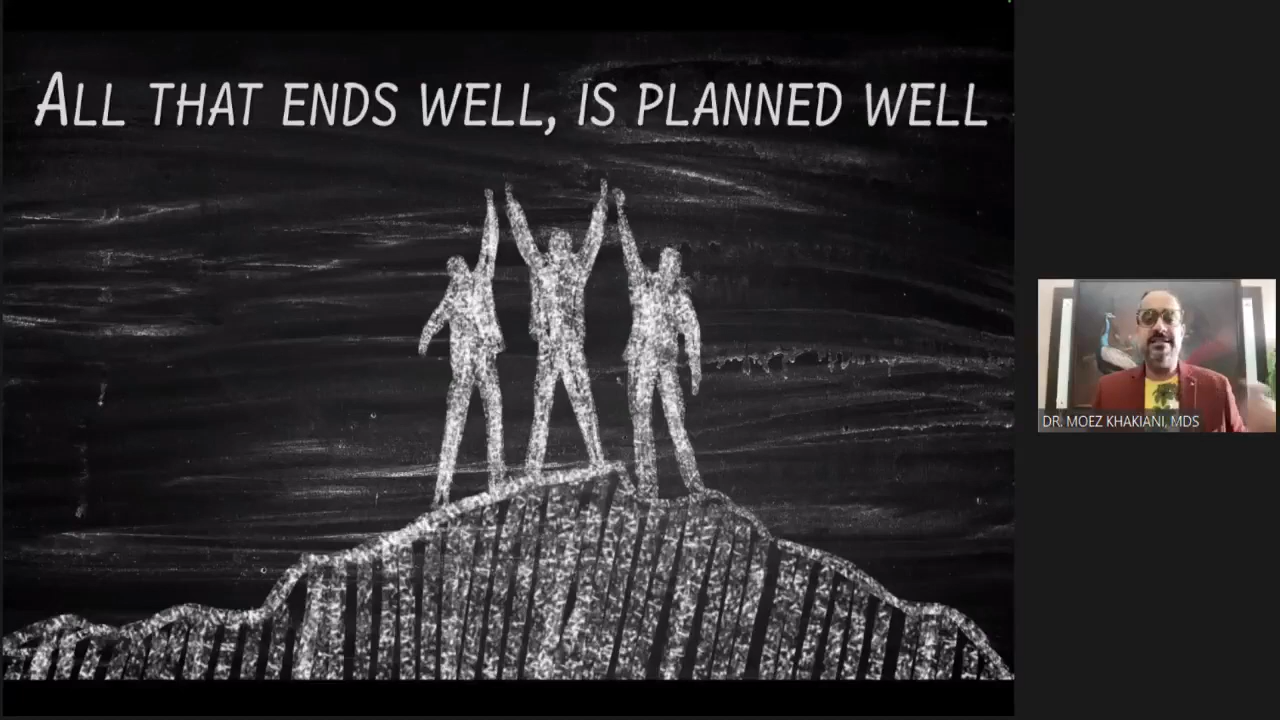 ALL THAT ENDS WELL, IS PLANNED WELL
DR. MOEZ KHAKIANI, MDS